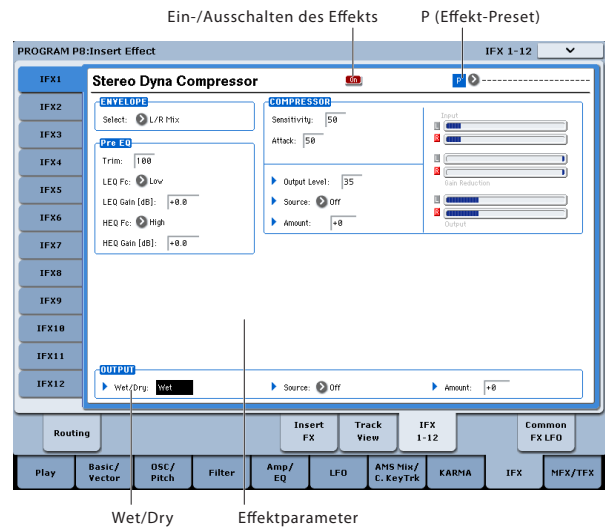 Ein-/Ausschalten des Effekts
P (Effekt-Preset)
PROGRAM P8:Insert Effect
IFX 1-12
IFX1
IFX2
IFX3
IFX4
IFX5
IFX6
IFX7
IFX8
IFX9
IFX10
IFX11
IFX12
Stereo Dyna Compressor
On
P
ENVELOPE
Select: L/R Mix
Pre EQ
Trim: 100
LEQ Fc: Low
LEQ Gain [dB]: +0.0
HEQ Fc: High
HEQ Gain [dB]: +0.0
COMPRESSOR
Sensitivity: 50
Attack: 50
Output Level: 35
Source: Off
Amount: +0
Input
L
R
L
R
Gain Reduction
L
R
Output
OUTPUT
Wet/Dry: Wet
Source: Off
Amount: +0
Routing
Insert FX
Track View
IFX 1-12
Common FX LFO
Play
Basic/ Vector
OSC/ Pitch
Filter
Amp/ EQ
LFO
AMS Mix/ C. KeyTrk
KARMA
IFX
MFX/TFX
Wet/Dry
Effektparameter